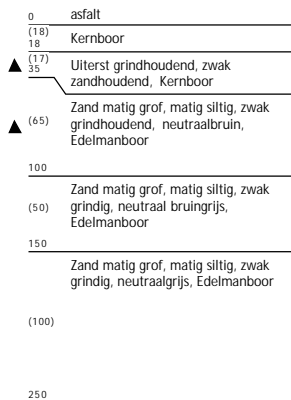 0 asfalt
(18)
18 Kernboor
(17)
35 Uiterst grindhoudend, zwak
zandhoudend, Kernboor
Zand matig grof, matig siltig, zwak
(65) grindhoudend, neutraalbruin,
Edelmanboor
100
Zand matig grof, matig siltig, zwak
(50) grindig, neutraal bruingrijs,
Edelmanboor
150
Zand matig grof, matig siltig, zwak
grindig, neutraalgrijs, Edelmanboor
(100)
250